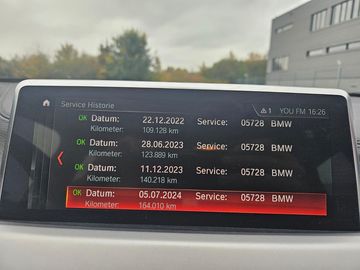 Service Historie
1 YOU FM 16:26
OK Datum: 22.12.2022 Service: 05728 BMW
Kilometer: 109.128 km
OK Datum: 28.06.2023 Service: 05728 BMW
Kilometer: 123.889 km
OK Datum: 11.12.2023 Service: 05728 BMW
Kilometer: 140.218 km
OK Datum: 05.07.2024 Service: 05728 BMW
Kilometer: 164.010 km